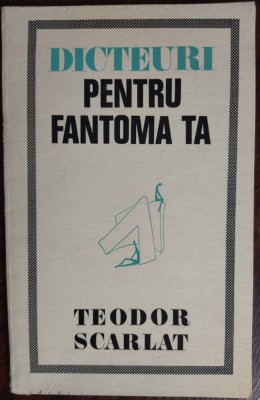 DICTEURI
PENTRU
FANTOMA TA
TEODOR
SCARLAT